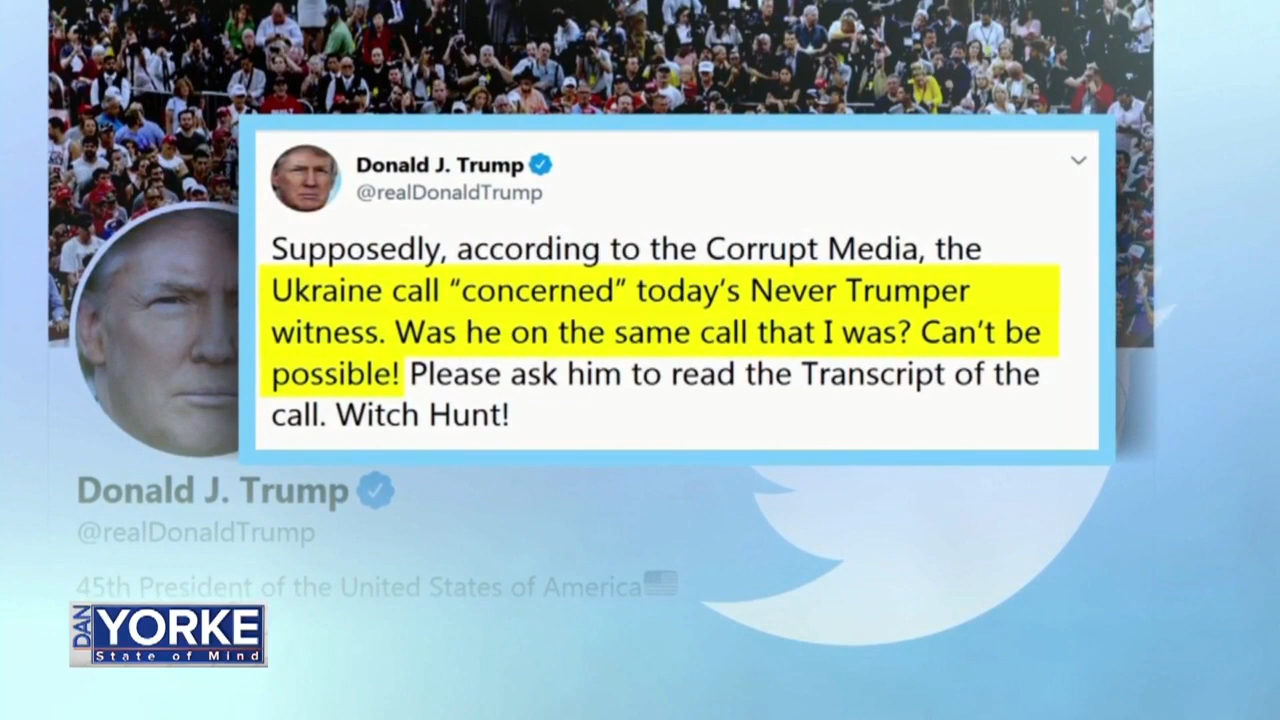 Donald J. Trump
@realDonaldTrump
Supposedly, according to the Corrupt Media, the
Ukraine call “concerned” today’s Never Trumper
witness. Was he on the same call that I was? Can’t be
possible! Please ask him to read the Transcript of the
call. Witch Hunt!
Donald J. Trump
@realDonaldTrump
45th President of the United States of America
DAN
YORKE
State of Mind